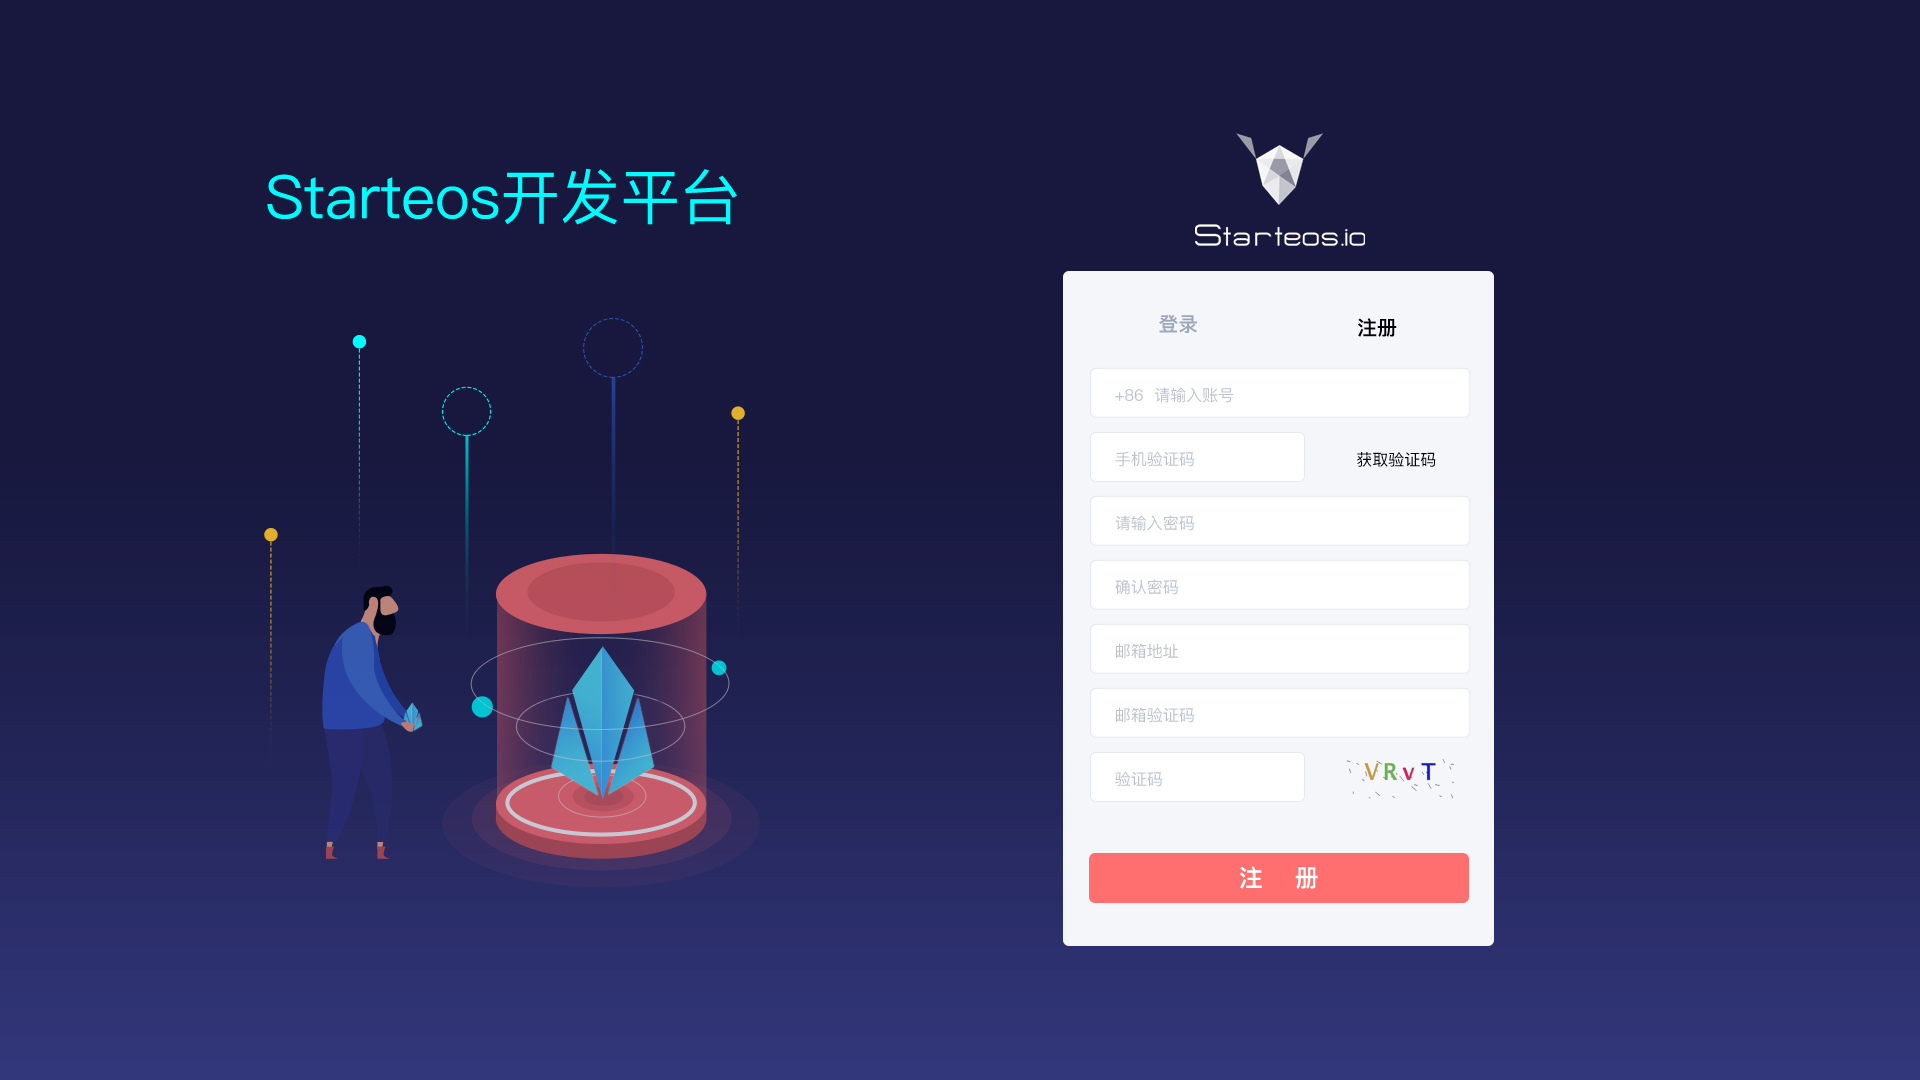 Starteos开发平台
Starteos.io
登录 注册
+86 请输入账号
手机验证码 获取验证码
请输入密码
确认密码
邮箱地址
邮箱验证码
验证码 VRvT
注 册